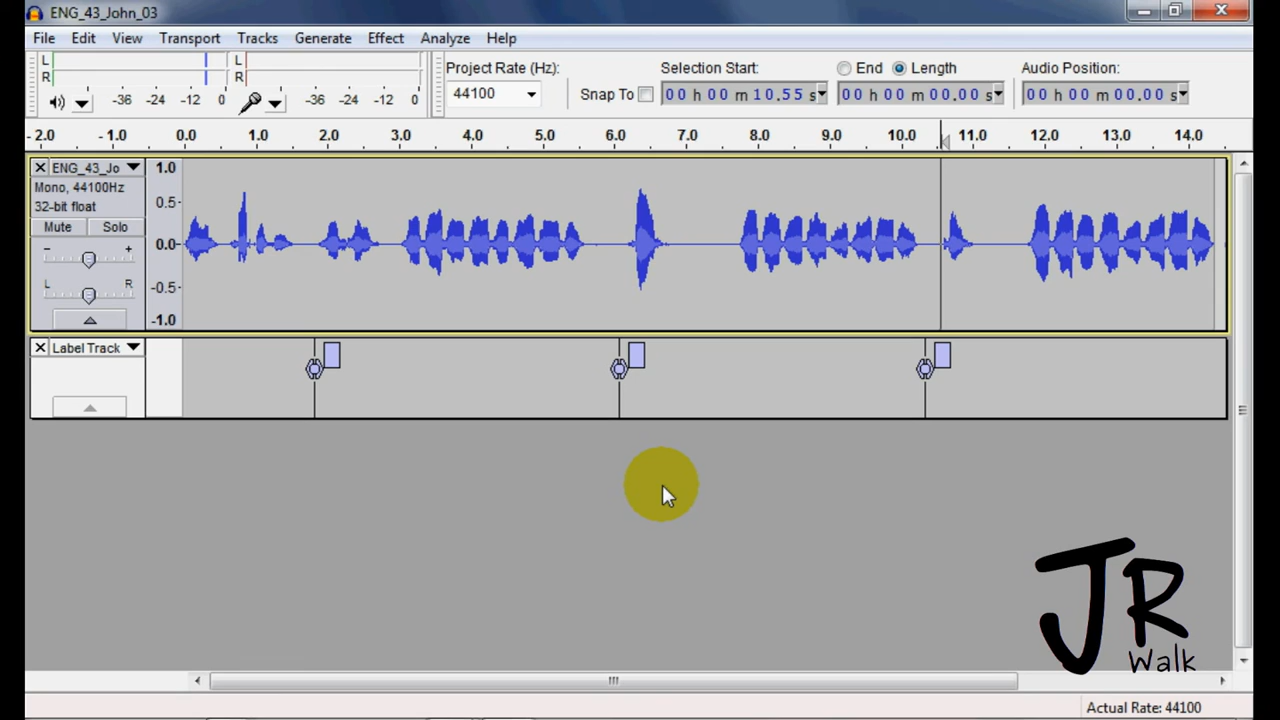 ENG_43_John_03
File Edit View Transport Tracks Generate Effect Analyze Help
L
R
-36 -24 -12 0
L
R
-36 -24 -12 0
Project Rate (Hz):
44100
Snap To
Selection Start:
00 h 00 m 10.55 s
End Length
00 h 00 m 00.00 s
Audio Position:
00 h 00 m 00.00 s
- 2.0 - 1.0 0.0 1.0 2.0 3.0 4.0 5.0 6.0 7.0 8.0 9.0 10.0 11.0 12.0 13.0 14.0
ENG_43_Jo
Mono, 44100Hz
32-bit float
Mute Solo
- +
L R
1.0
0.5-
0.0-
-0.5-
-1.0
Label Track
JR
Walk
Actual Rate: 44100